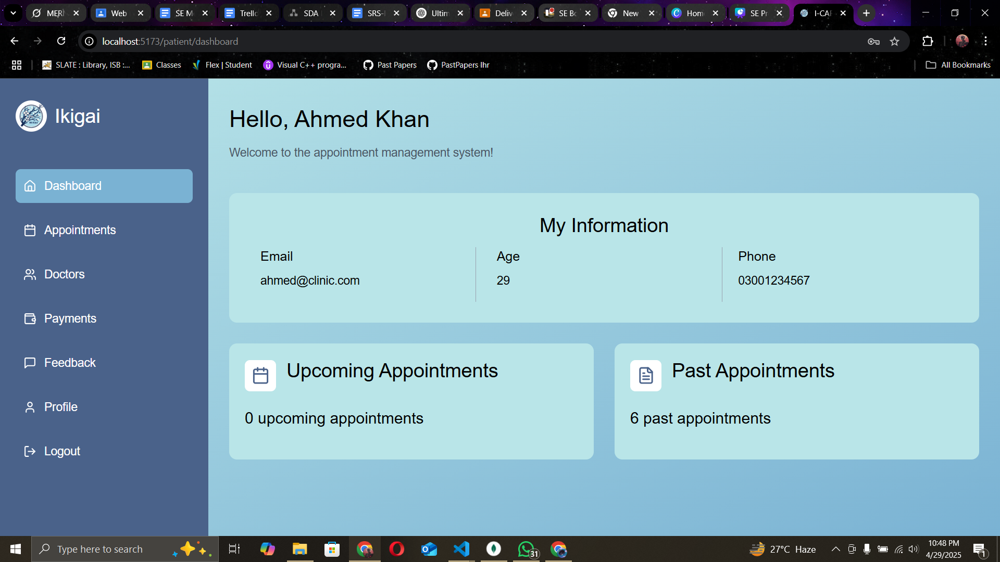 MERN
Web
SE M
Trello
SDA
SRS-
Ultim
Deliv
SE Bo
New
Hom
SE Pr
I-CAR
localhost:5173/patient/dashboard
SLATE : Library, ISB :...
Classes
Flex | Student
Visual C++ progra...
Past Papers
PastPapers lhr
All Bookmarks
Ikigai
Dashboard
Appointments
Doctors
Payments
Feedback
Profile
Logout
Hello, Ahmed Khan
Welcome to the appointment management system!
My Information
Email
ahmed@clinic.com
Age
29
Phone
03001234567
Upcoming Appointments
0 upcoming appointments
Past Appointments
6 past appointments
Type here to search
31
27°C Haze
10:48 PM
4/29/2025
1